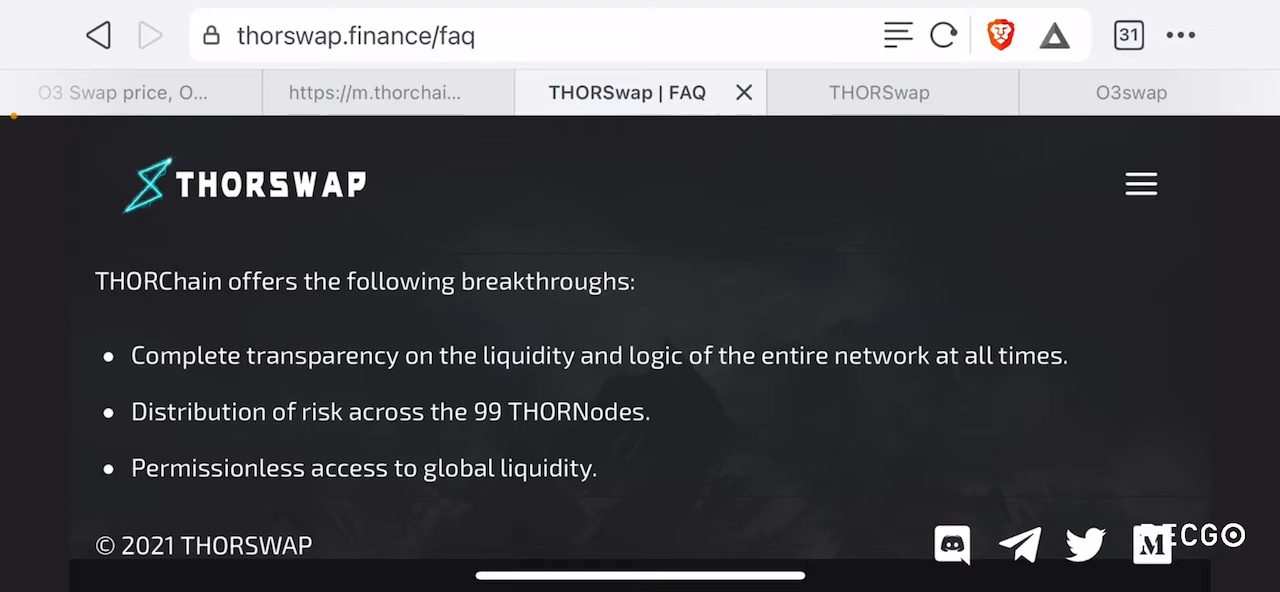 thorswap.finance/faq
31
O3 Swap price, O...
https://m.thorchai...
THORSwap | FAQ
THORSwap
O3swap
THORSWAP
THORChain offers the following breakthroughs:
• Complete transparency on the liquidity and logic of the entire network at all times.
• Distribution of risk across the 99 THORNodes.
• Permissionless access to global liquidity.
© 2021 THORSWAP
M
RECGO